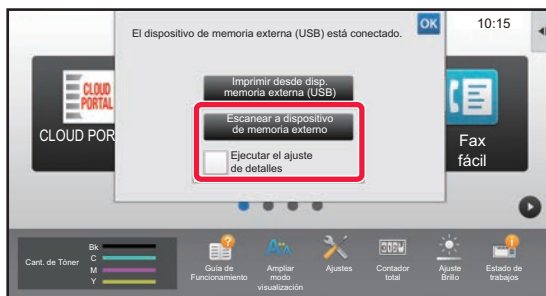 El dispositivo de memoria externa (USB) está conectado.
OK
10:15
Imprimir desde disp.
memoria externa (USB)
Escanear a dispositivo
de memoria externo
Ejecutar el ajuste
de detalles
CLOUD
PORTAL
CLOUD POR
Fax
fácil
Cant. de Tóner
Bk
C
M
Y
Guía de
Funcionamiento
Ampliar
modo
visualización
Ajustes
Contador
total
Ajuste
Brillo
Estado de
trabajos